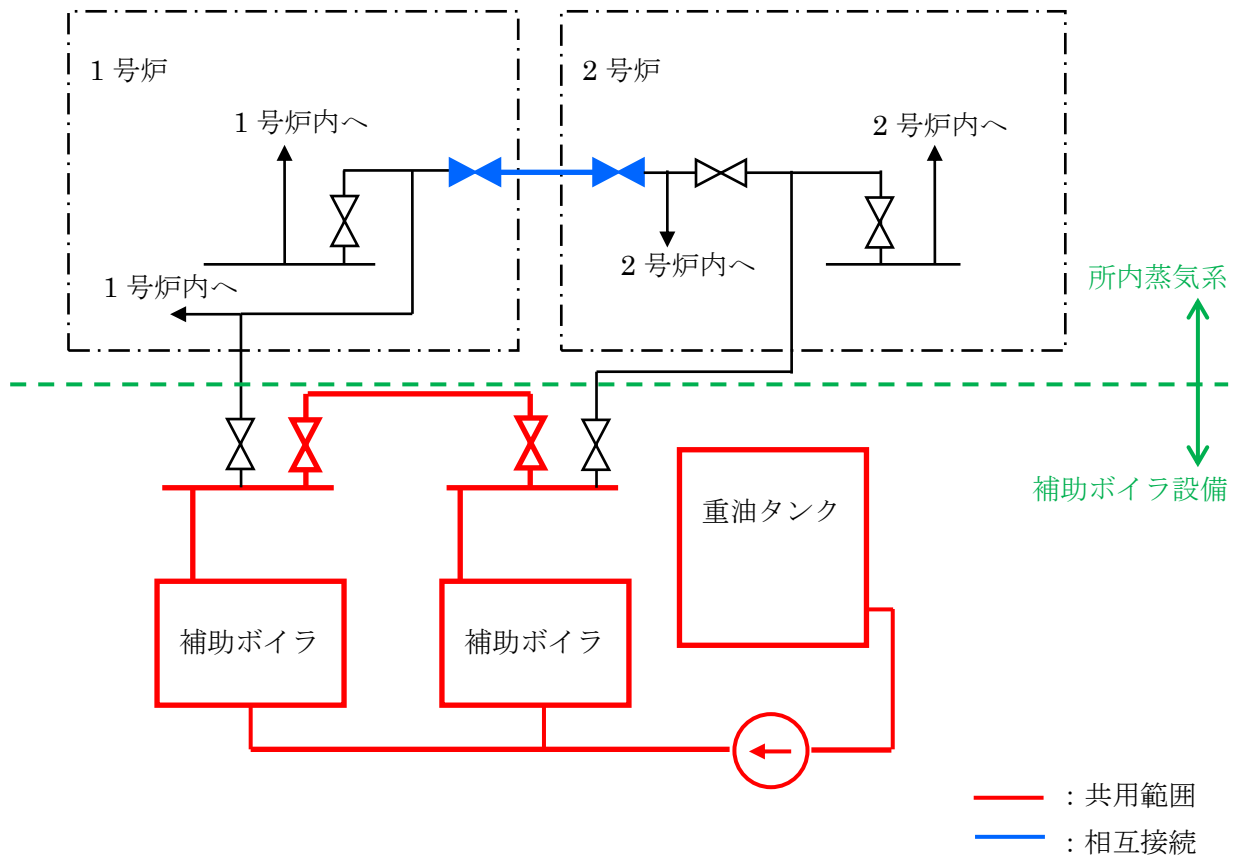 1 号炉
2 号炉
1 号炉内へ
2 号炉内へ
2 号炉内へ
1 号炉内へ
所内蒸気系
補助ボイラ設備
重油タンク
補助ボイラ
補助ボイラ
：共用範囲
：相互接続